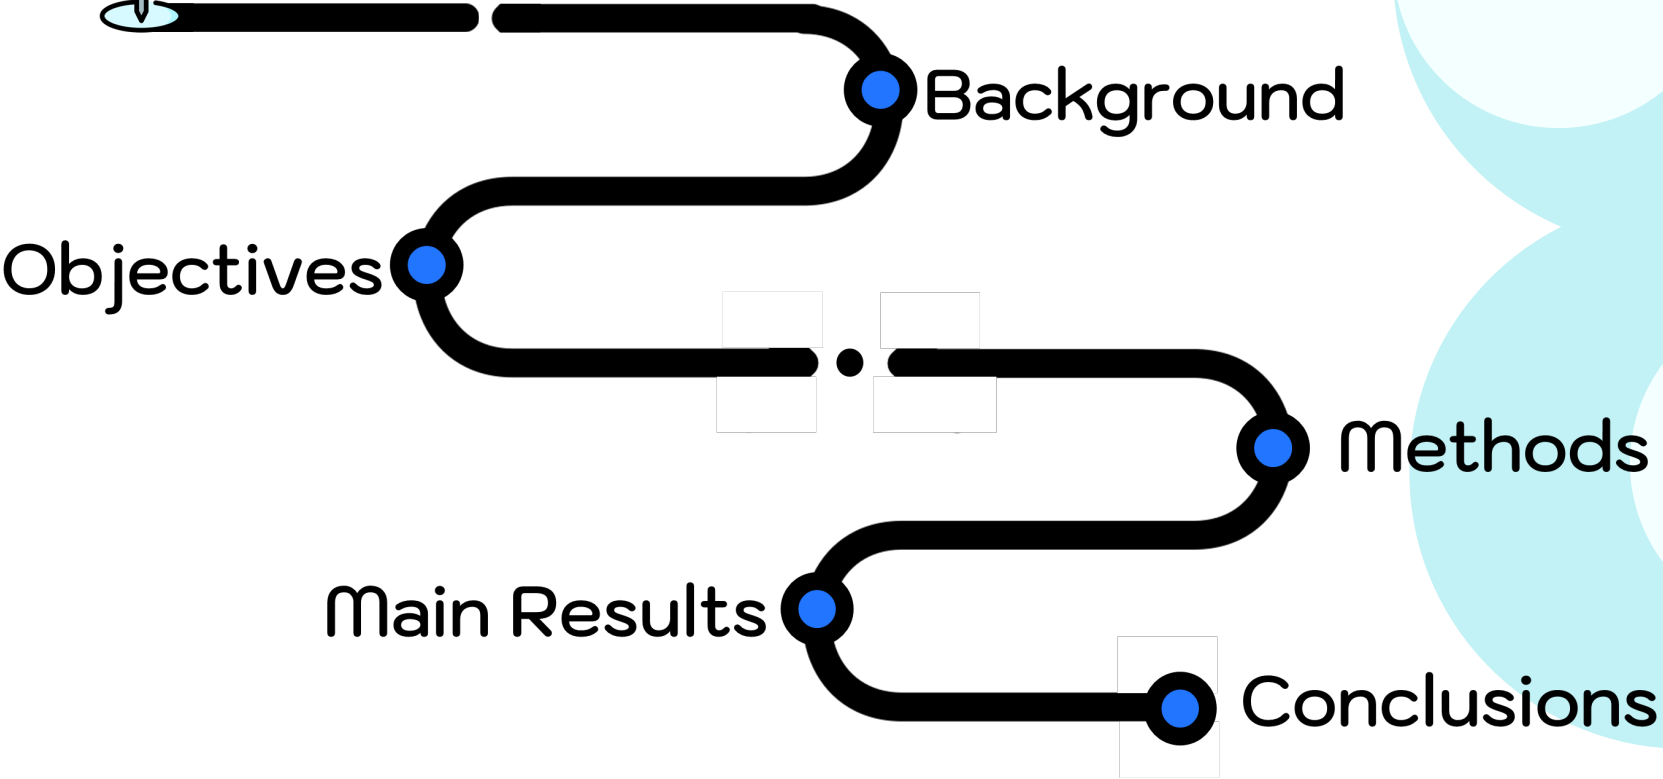 Background
Objectives
Methods
Main Results
Conclusions